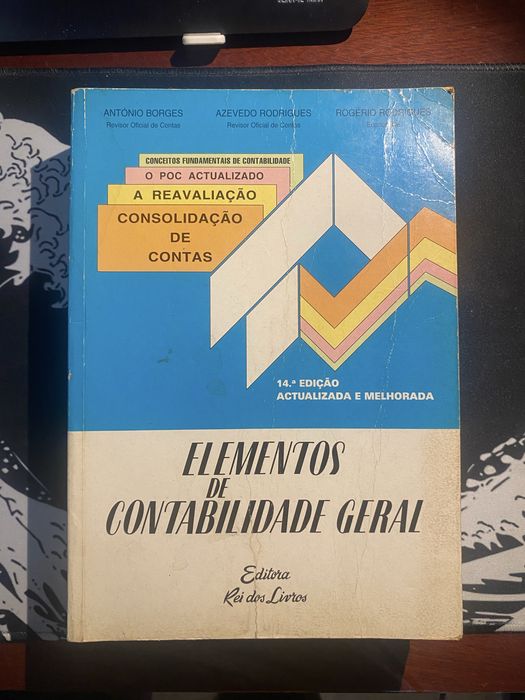 ANTÓNIO BORGES
Revisor Oficial de Contas
AZEVEDO RODRIGUES
Revisor Oficial de Contas
ROGÉRIO RODRIGUES
CONCEITOS FUNDAMENTAIS DE CONTABILIDADE
O POC ACTUALIZADO
A REAVALIAÇÃO
CONSOLIDAÇÃO
DE
CONTAS
14.ª EDIÇÃO
ACTUALIZADA E MELHORADA
ELEMENTOS
DE
CONTABILIDADE GERAL
Editora
Rei dos Livros